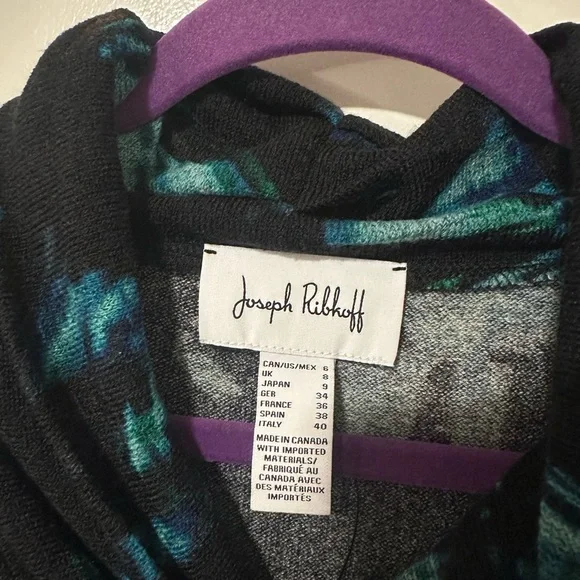 Joseph Ribkoff
CAN/US/MEX 6
UK 8
JAPAN 9
GER 34
FRANCE 36
SPAIN 38
ITALY 40
MADE IN CANADA
WITH IMPORTED
MATERIALS/
FABRIQUÉ AU
CANADA AVEC
DES MATÉRIAUX
IMPORTÉS